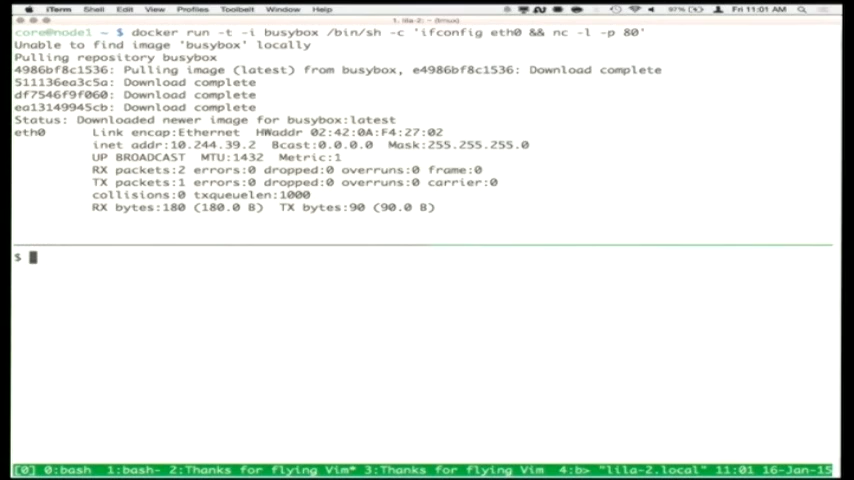 iTerm Shell Edit View Profiles Toolbelt Window Help 97% Fri 11:01 AM
1. lila-2: ~ (tmux)
core@node1 ~ $ docker run -t -i busybox /bin/sh -c 'ifconfig eth0 && nc -l -p 80'
Unable to find image 'busybox' locally
Pulling repository busybox
4986bf8c1536: Pulling image (latest) from busybox, e4986bf8c1536: Download complete
511136ea3c5a: Download complete
df7546f9f060: Download complete
ea13149945cb: Download complete
Status: Downloaded newer image for busybox:latest
eth0 Link encap:Ethernet HWaddr 02:42:0A:F4:27:02
inet addr:10.244.39.2 Bcast:0.0.0.0 Mask:255.255.255.0
UP BROADCAST MTU:1432 Metric:1
RX packets:2 errors:0 dropped:0 overruns:0 frame:0
TX packets:1 errors:0 dropped:0 overruns:0 carrier:0
collisions:0 txqueuelen:1000
RX bytes:180 (180.0 B) TX bytes:90 (90.0 B)
$
[0] 0:bash 1:bash- 2:Thanks for flying Vim* 3:Thanks for flying Vim 4:b> "lila-2.local" 11:01 16-Jan-15